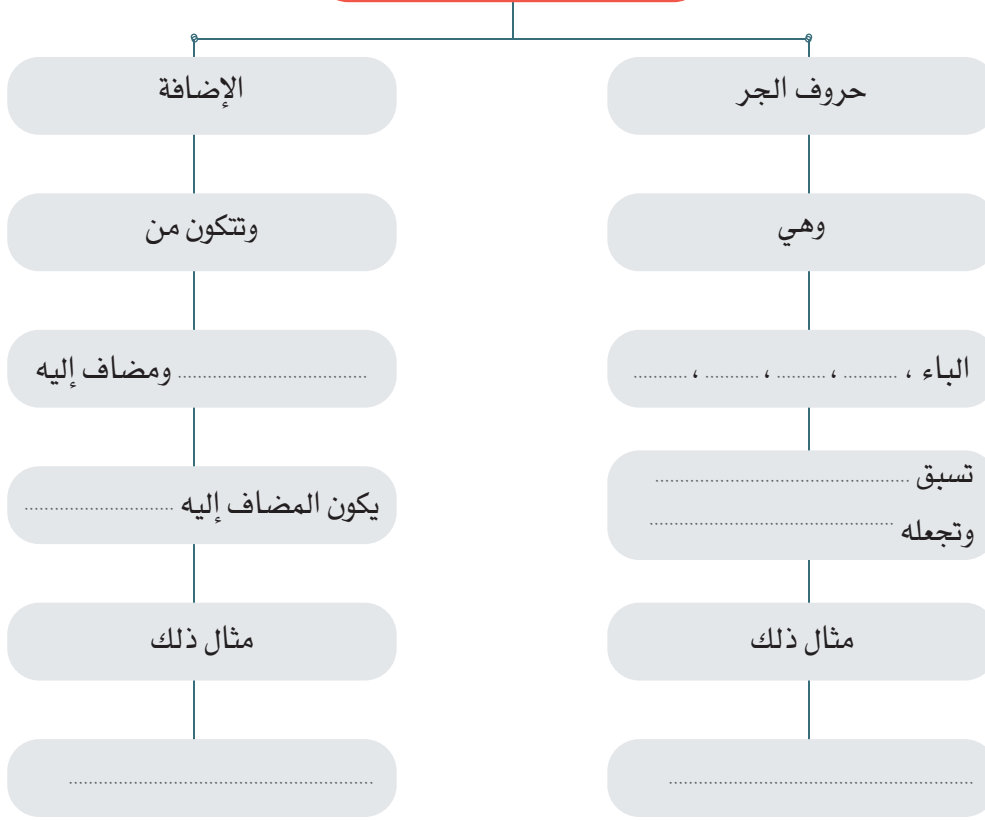 حروف الجر
وهي
الباء ، .......... ، .......... ، .......... ، ..........
تسبق ..........................................
وتجعله ..........................................
مثال ذلك
..................................................
الإضافة
وتتكون من
................................ ومضاف إليه
يكون المضاف إليه .........................
مثال ذلك
..................................................